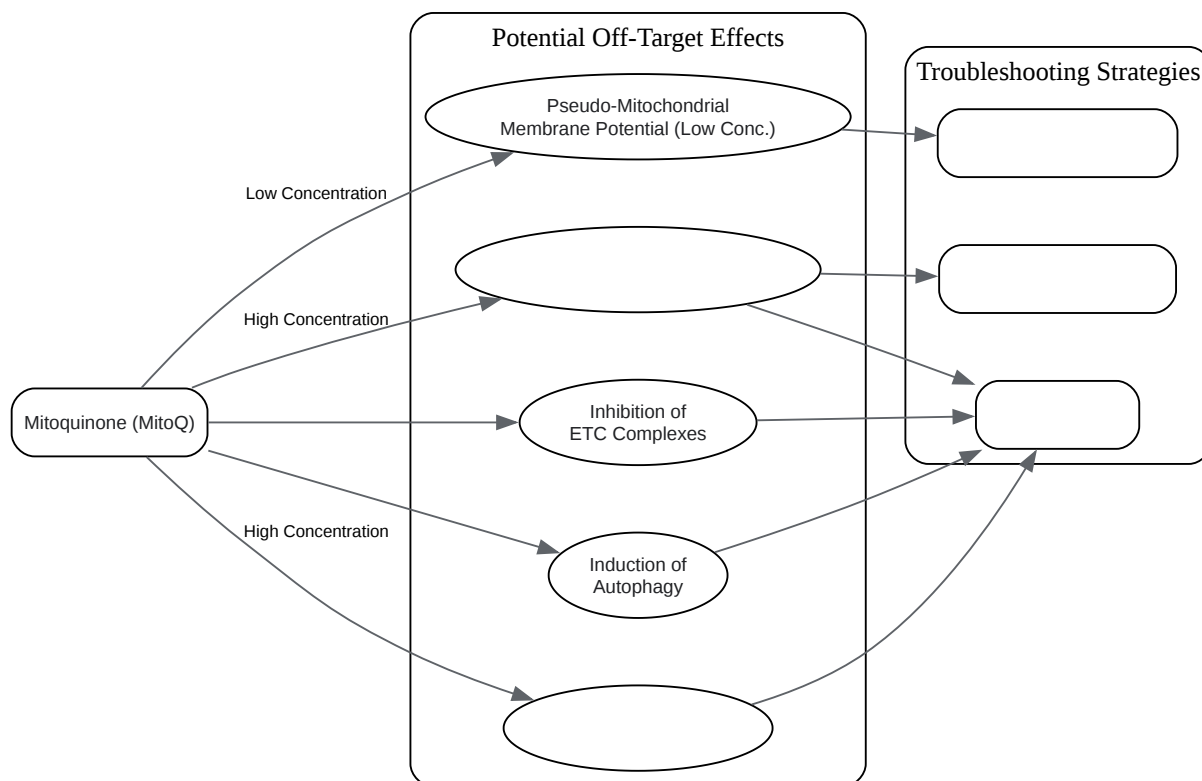 Potential Off-Target Effects
Troubleshooting Strategies
Pseudo-Mitochondrial
Membrane Potential (Low Conc.)
Low Concentration
High Concentration
Mitoquinone (MitoQ)
Inhibition of
ETC Complexes
High Concentration
Induction of
Autophagy